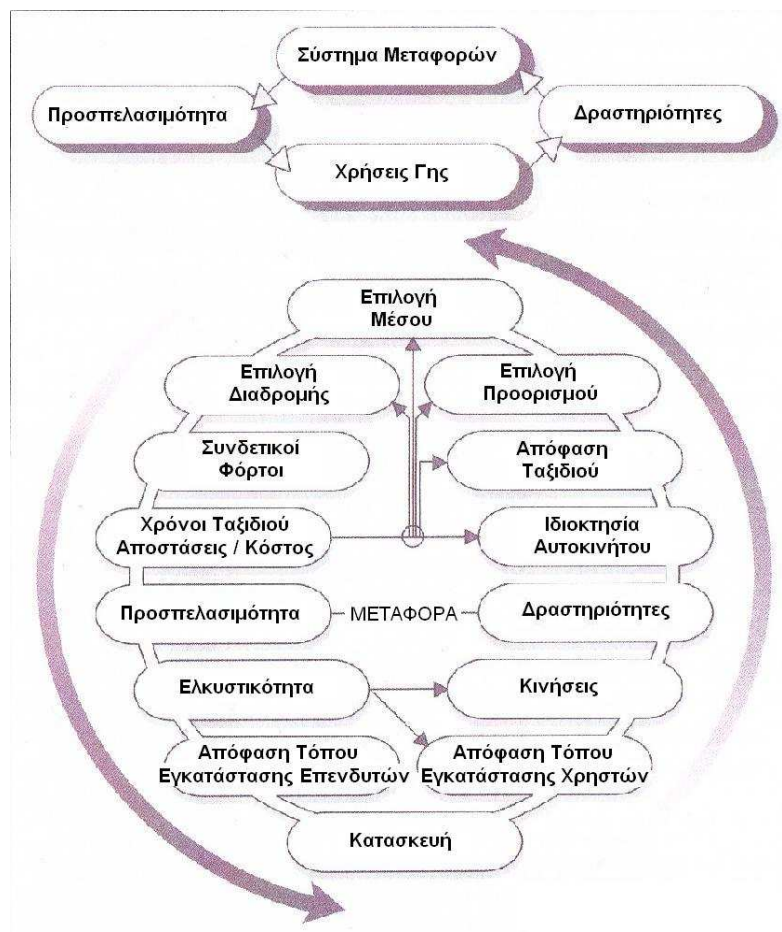 Σύστημα Μεταφορών
Προσπελασιμότητα
Δραστηριότητες
Χρήσεις Γης
Επιλογή
Μέσου
Επιλογή
Διαδρομής
Επιλογή
Προορισμού
Συνδετικοί
Φόρτοι
Απόφαση
Ταξιδιού
Χρόνοι Ταξιδιού
Αποστάσεις / Κόστος
Ιδιοκτησία
Αυτοκινήτου
Προσπελασιμότητα
ΜΕΤΑΦΟΡΑ
Δραστηριότητες
Ελκυστικότητα
Κινήσεις
Απόφαση Τόπου
Εγκατάστασης Επενδυτών
Απόφαση Τόπου
Εγκατάστασης Χρηστών
Κατασκευή